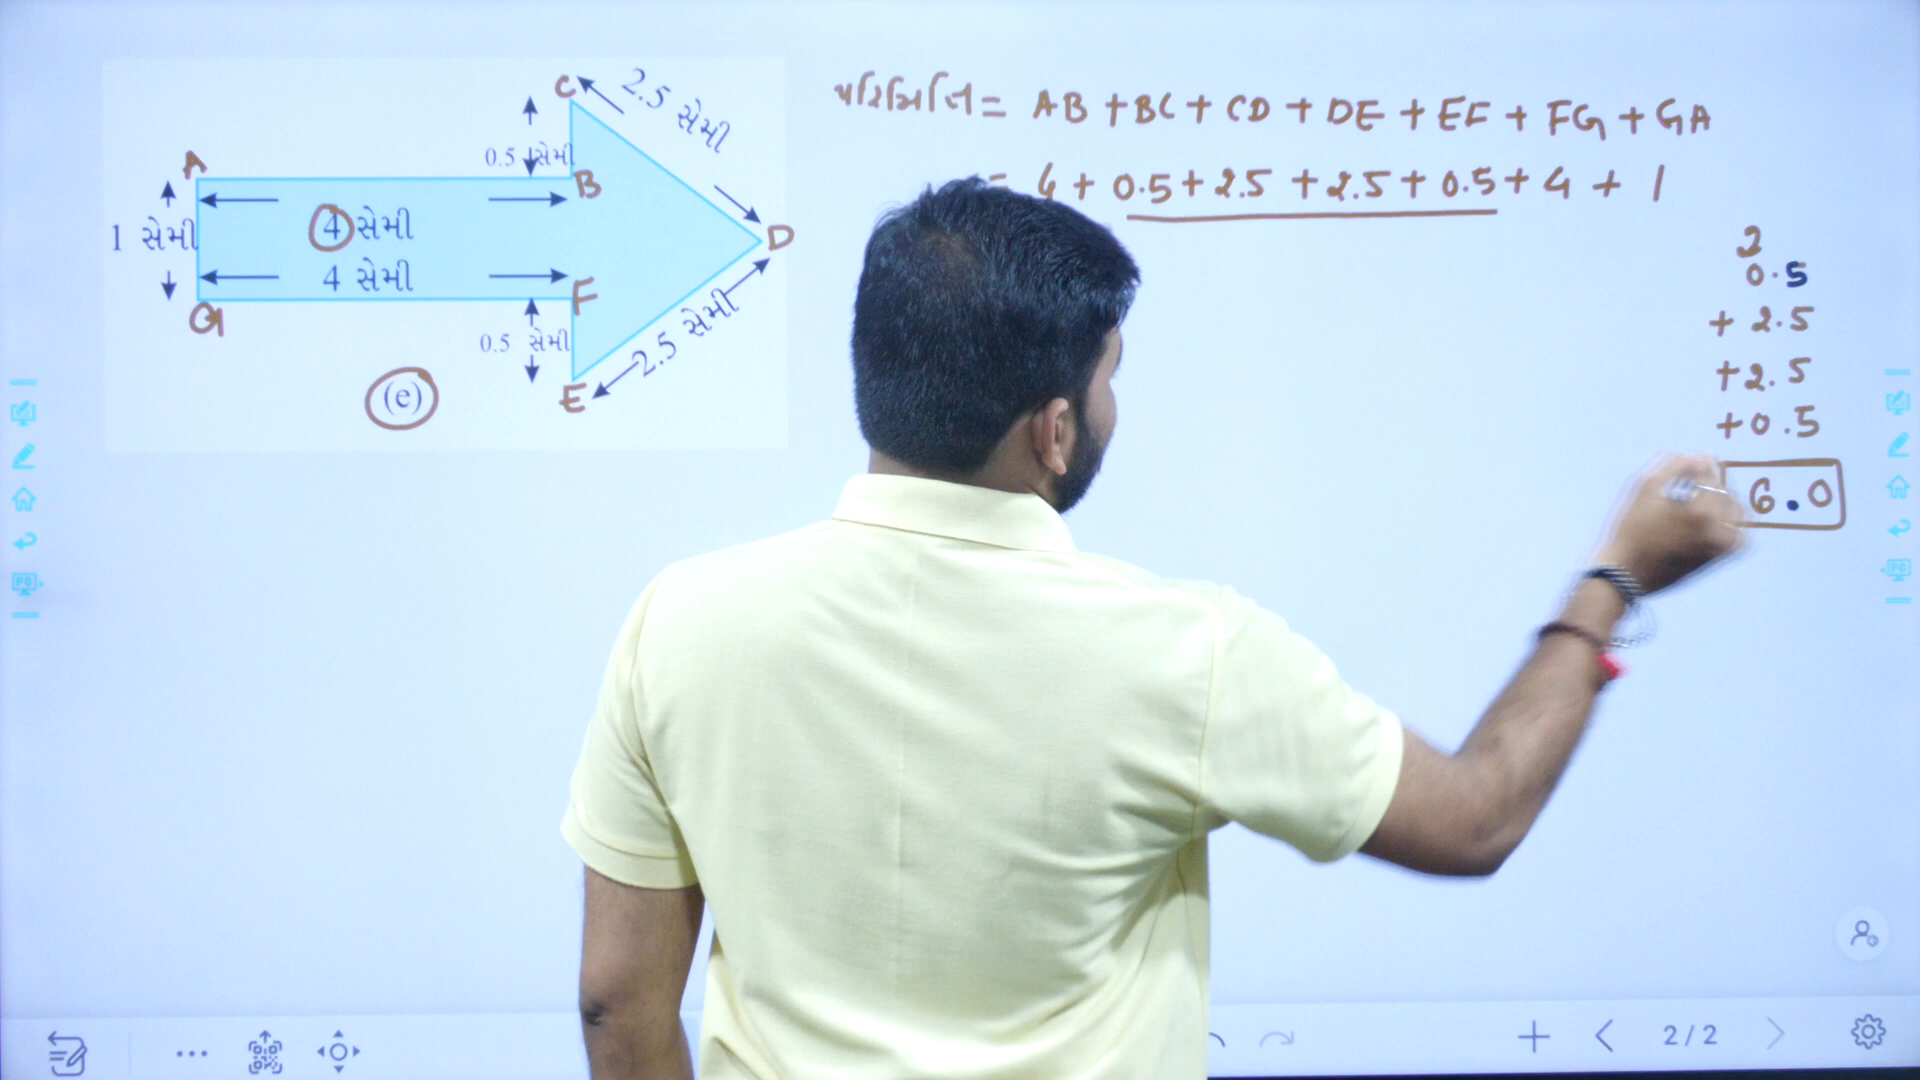 C
2.5 સેમી
A
0.5 સેમી
B
1 સેમી
4 સેમી
D
4 સેમી
F
G
0.5 સેમી
2.5 સેમી
E
(e)
પરિમિતિ = AB + BC + CD + DE + EF + FG + GA
= 4 + 0.5 + 2.5 + 2.5 + 0.5 + 4 + 1
2
0.5
+ 2.5
+ 2.5
+ 0.5
6.0
2/2